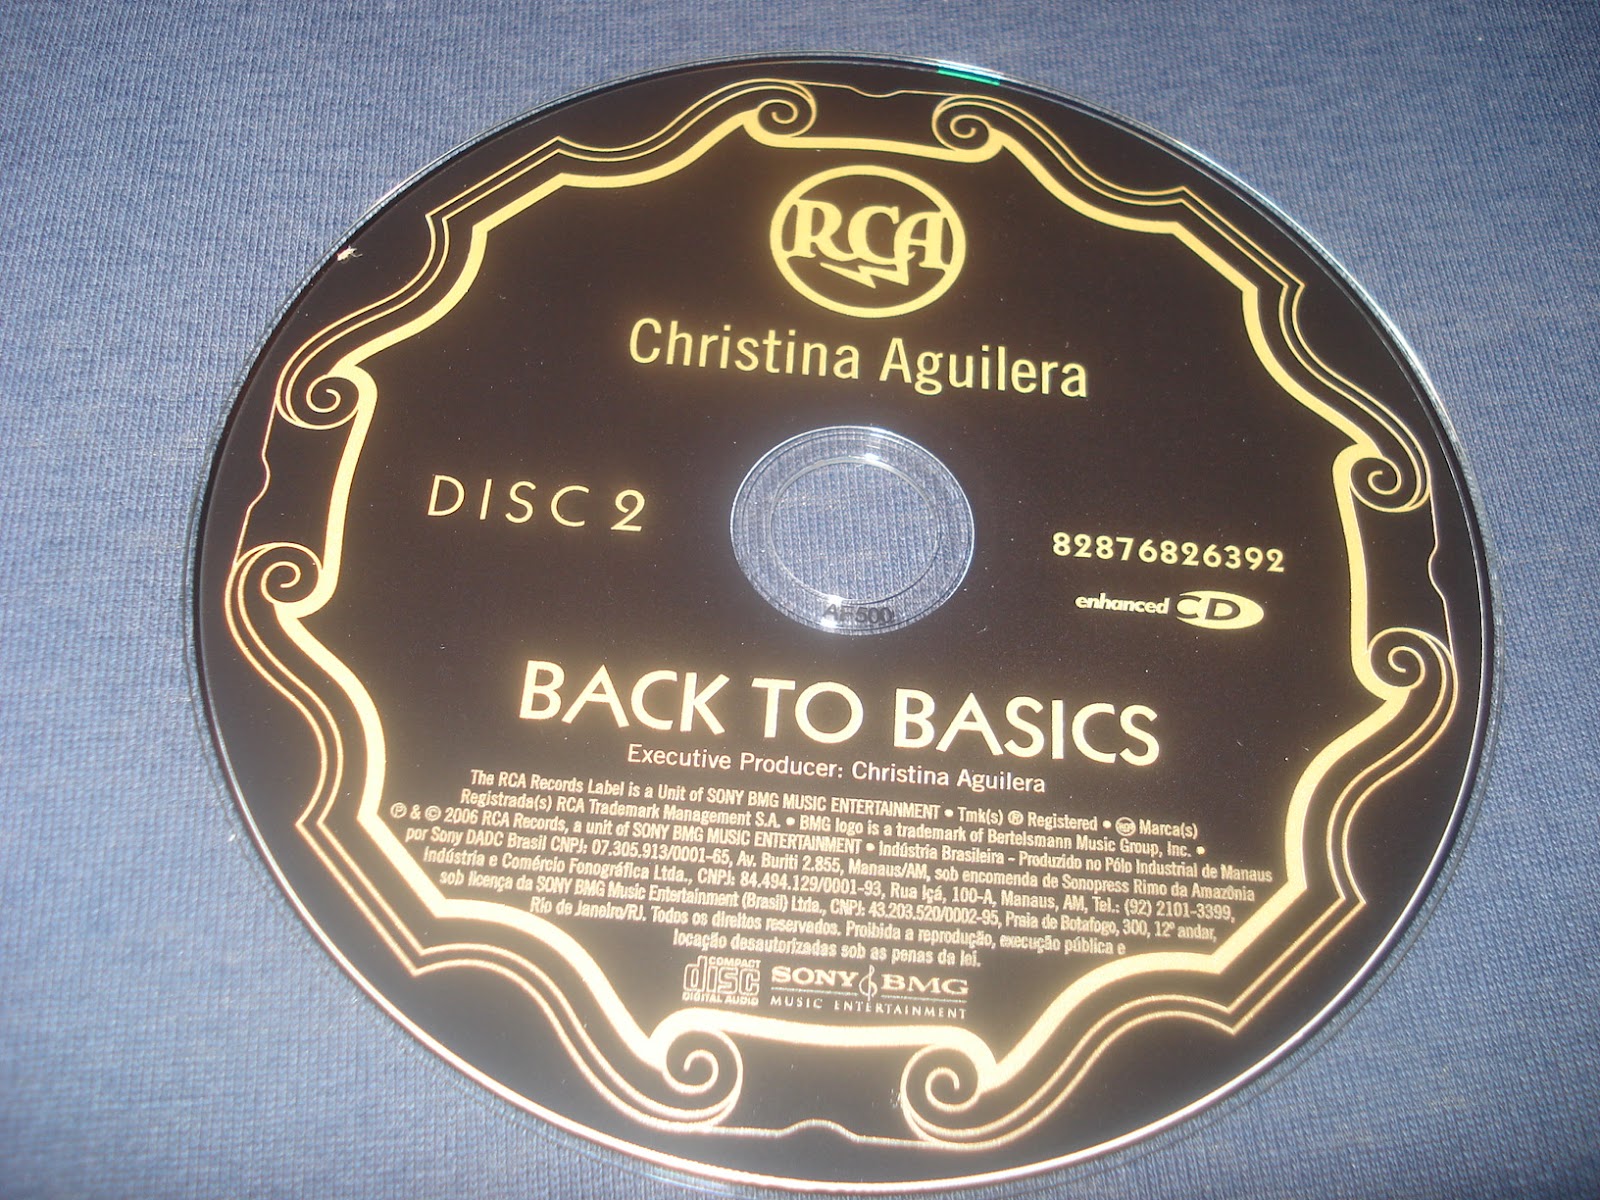 RCA
Christina Aguilera
DISC 2
82876826392
enhanced CD
AF500
BACK TO BASICS
Executive Producer: Christina Aguilera
The RCA Records Label is a Unit of SONY BMG MUSIC ENTERTAINMENT • Tmk(s) ® Registered • RCA Marca(s)
Registrada(s) RCA Trademark Management S.A. • BMG logo is a trademark of Bertelsmann Music Group, Inc. •
℗ & © 2006 RCA Records, a unit of SONY BMG MUSIC ENTERTAINMENT • Indústria Brasileira - Produzido no Pólo Industrial de Manaus
por Sony DADC Brasil CNPJ: 07.305.913/0001-65, Av. Buriti 2.855, Manaus/AM, sob encomenda de Sonopress Rimo da Amazônia
Indústria e Comércio Fonográfica Ltda., CNPJ: 84.494.129/0001-93, Rua Içá, 100-A, Manaus, AM, Tel.: (92) 2101-3399,
sob licença da SONY BMG Music Entertainment (Brasil) Ltda., CNPJ: 43.203.520/0002-95, Praia de Botafogo, 300, 12º andar,
Rio de Janeiro/RJ. Todos os direitos reservados. Proibida a reprodução, execução pública e
locação desautorizadas sob as penas da lei.
COMPACT disc DIGITAL AUDIO
SONY BMG
MUSIC ENTERTAINMENT